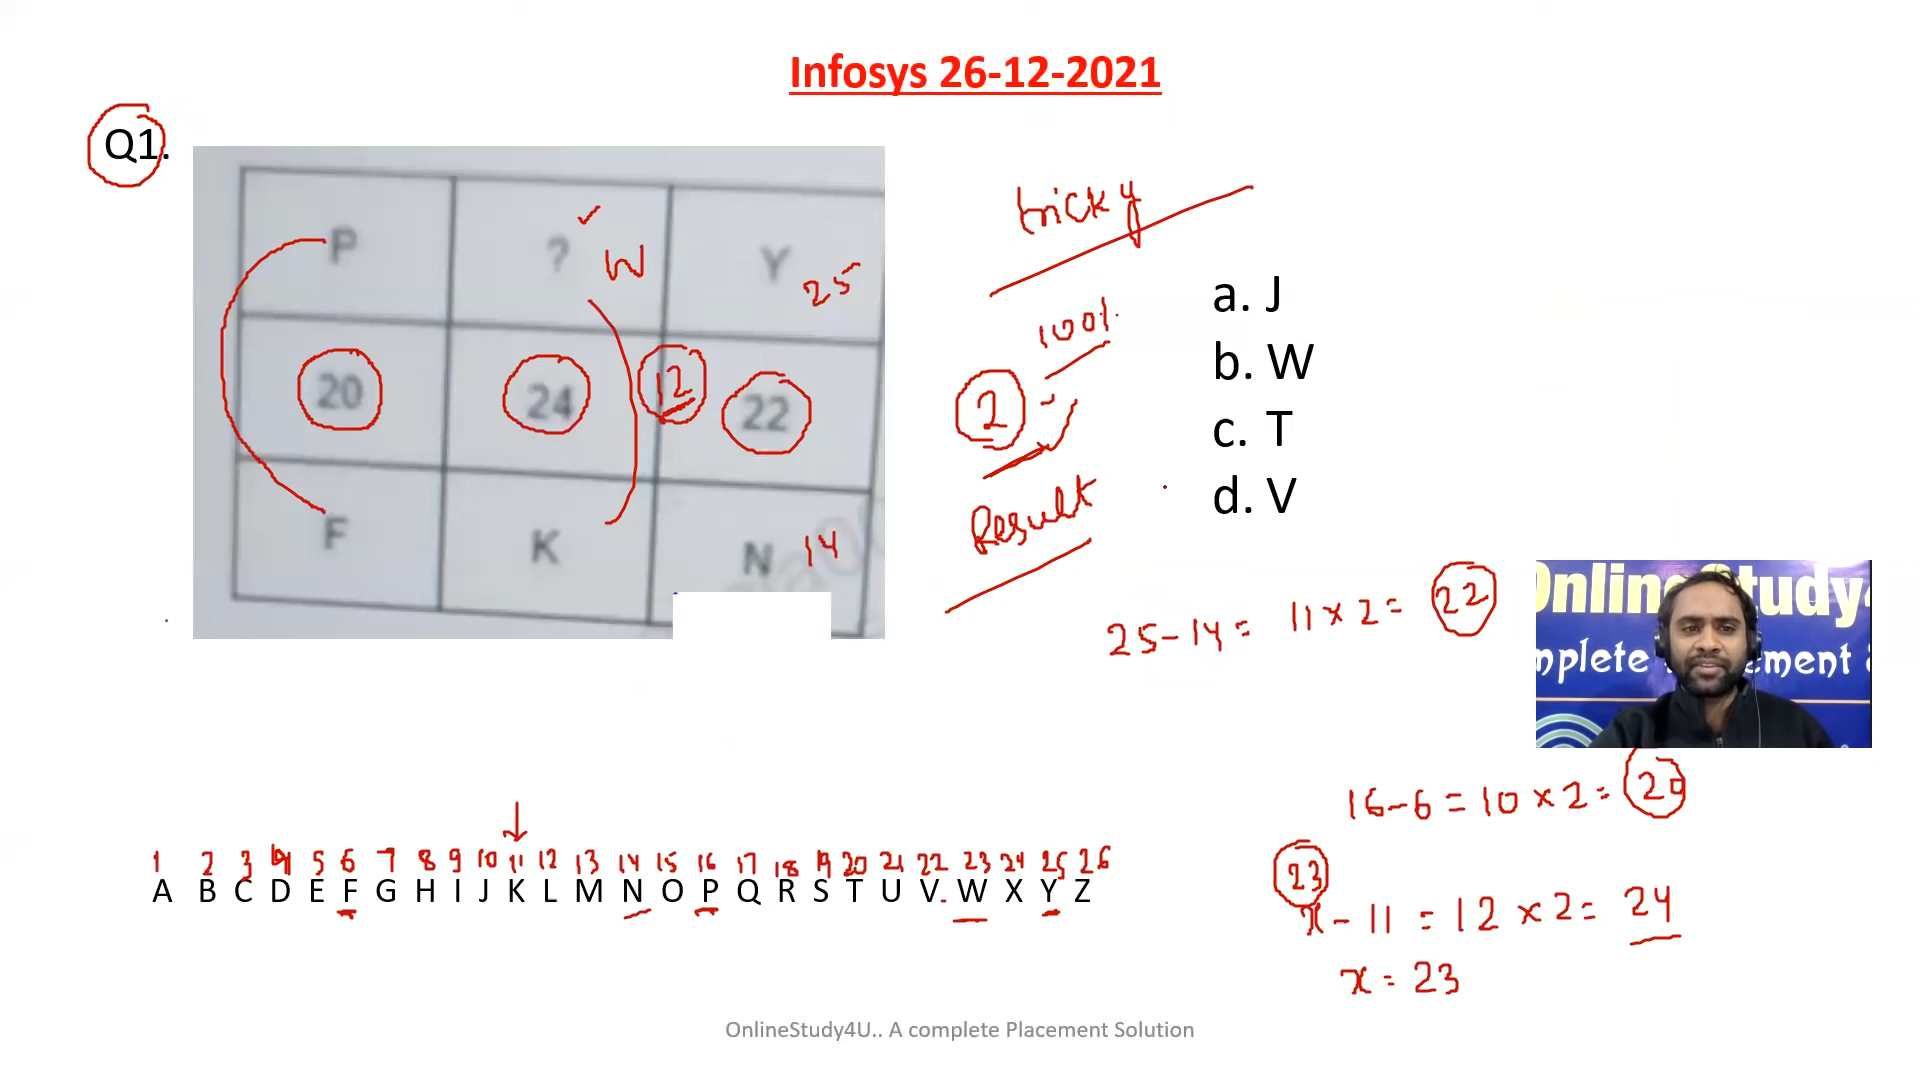 Infosys 26-12-2021
Q1.
P ? W Y 25
20 24 12 22
F K N 14
tricky
100%
2
Result
a. J
b. W
c. T
d. V
25-14= 11×2= 22
OnlineStudy4
mplete ement
16-6=10×2= 20
23
x-11=12×2= 24
x=23
1 2 3 4 5 6 7 8 9 10 11 12 13 14 15 16 17 18 19 20 21 22 23 24 25 26
A B C D E F G H I J K L M N O P Q R S T U V W X Y Z
OnlineStudy4U.. A complete Placement Solution